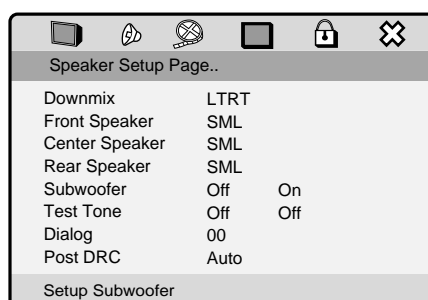 Speaker Setup Page..
Downmix LTRT
Front Speaker SML
Center Speaker SML
Rear Speaker SML
Subwoofer Off On
Test Tone Off Off
Dialog 00
Post DRC Auto
Setup Subwoofer